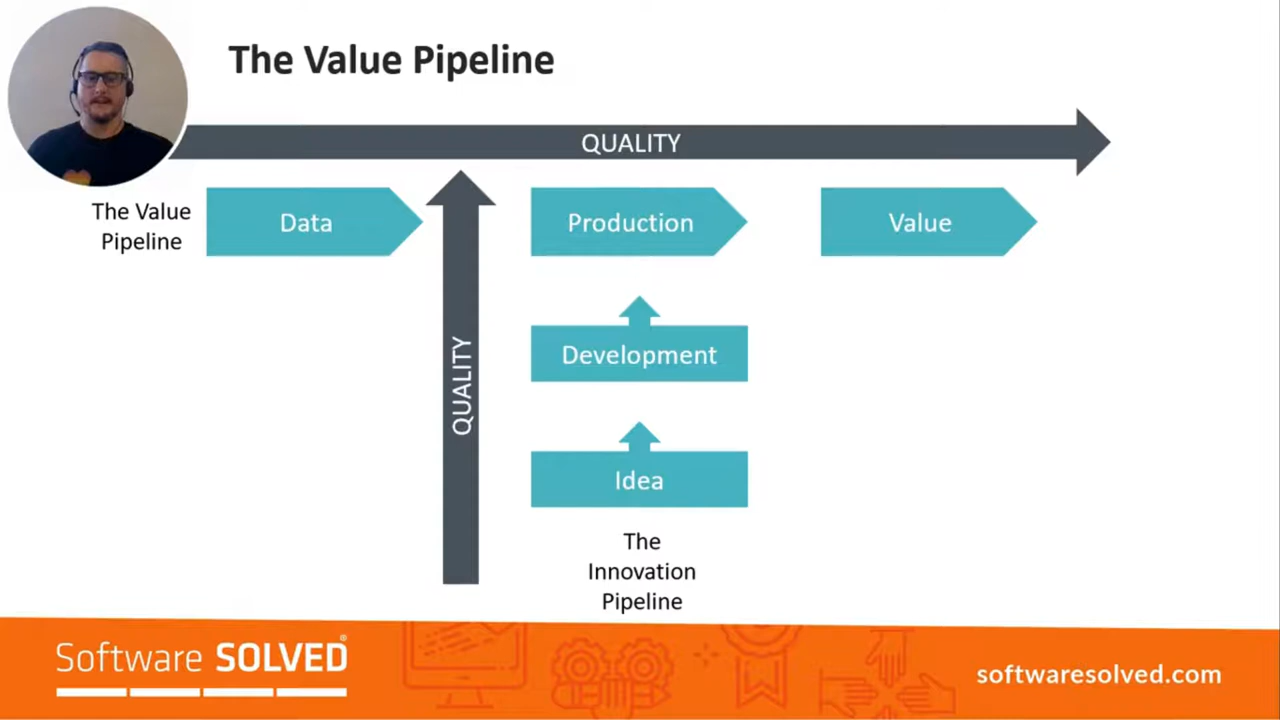 The Value Pipeline
QUALITY
The Value
Pipeline
Data
Production
Value
QUALITY
Development
Idea
The
Innovation
Pipeline
Software SOLVED®
softwaresolved.com